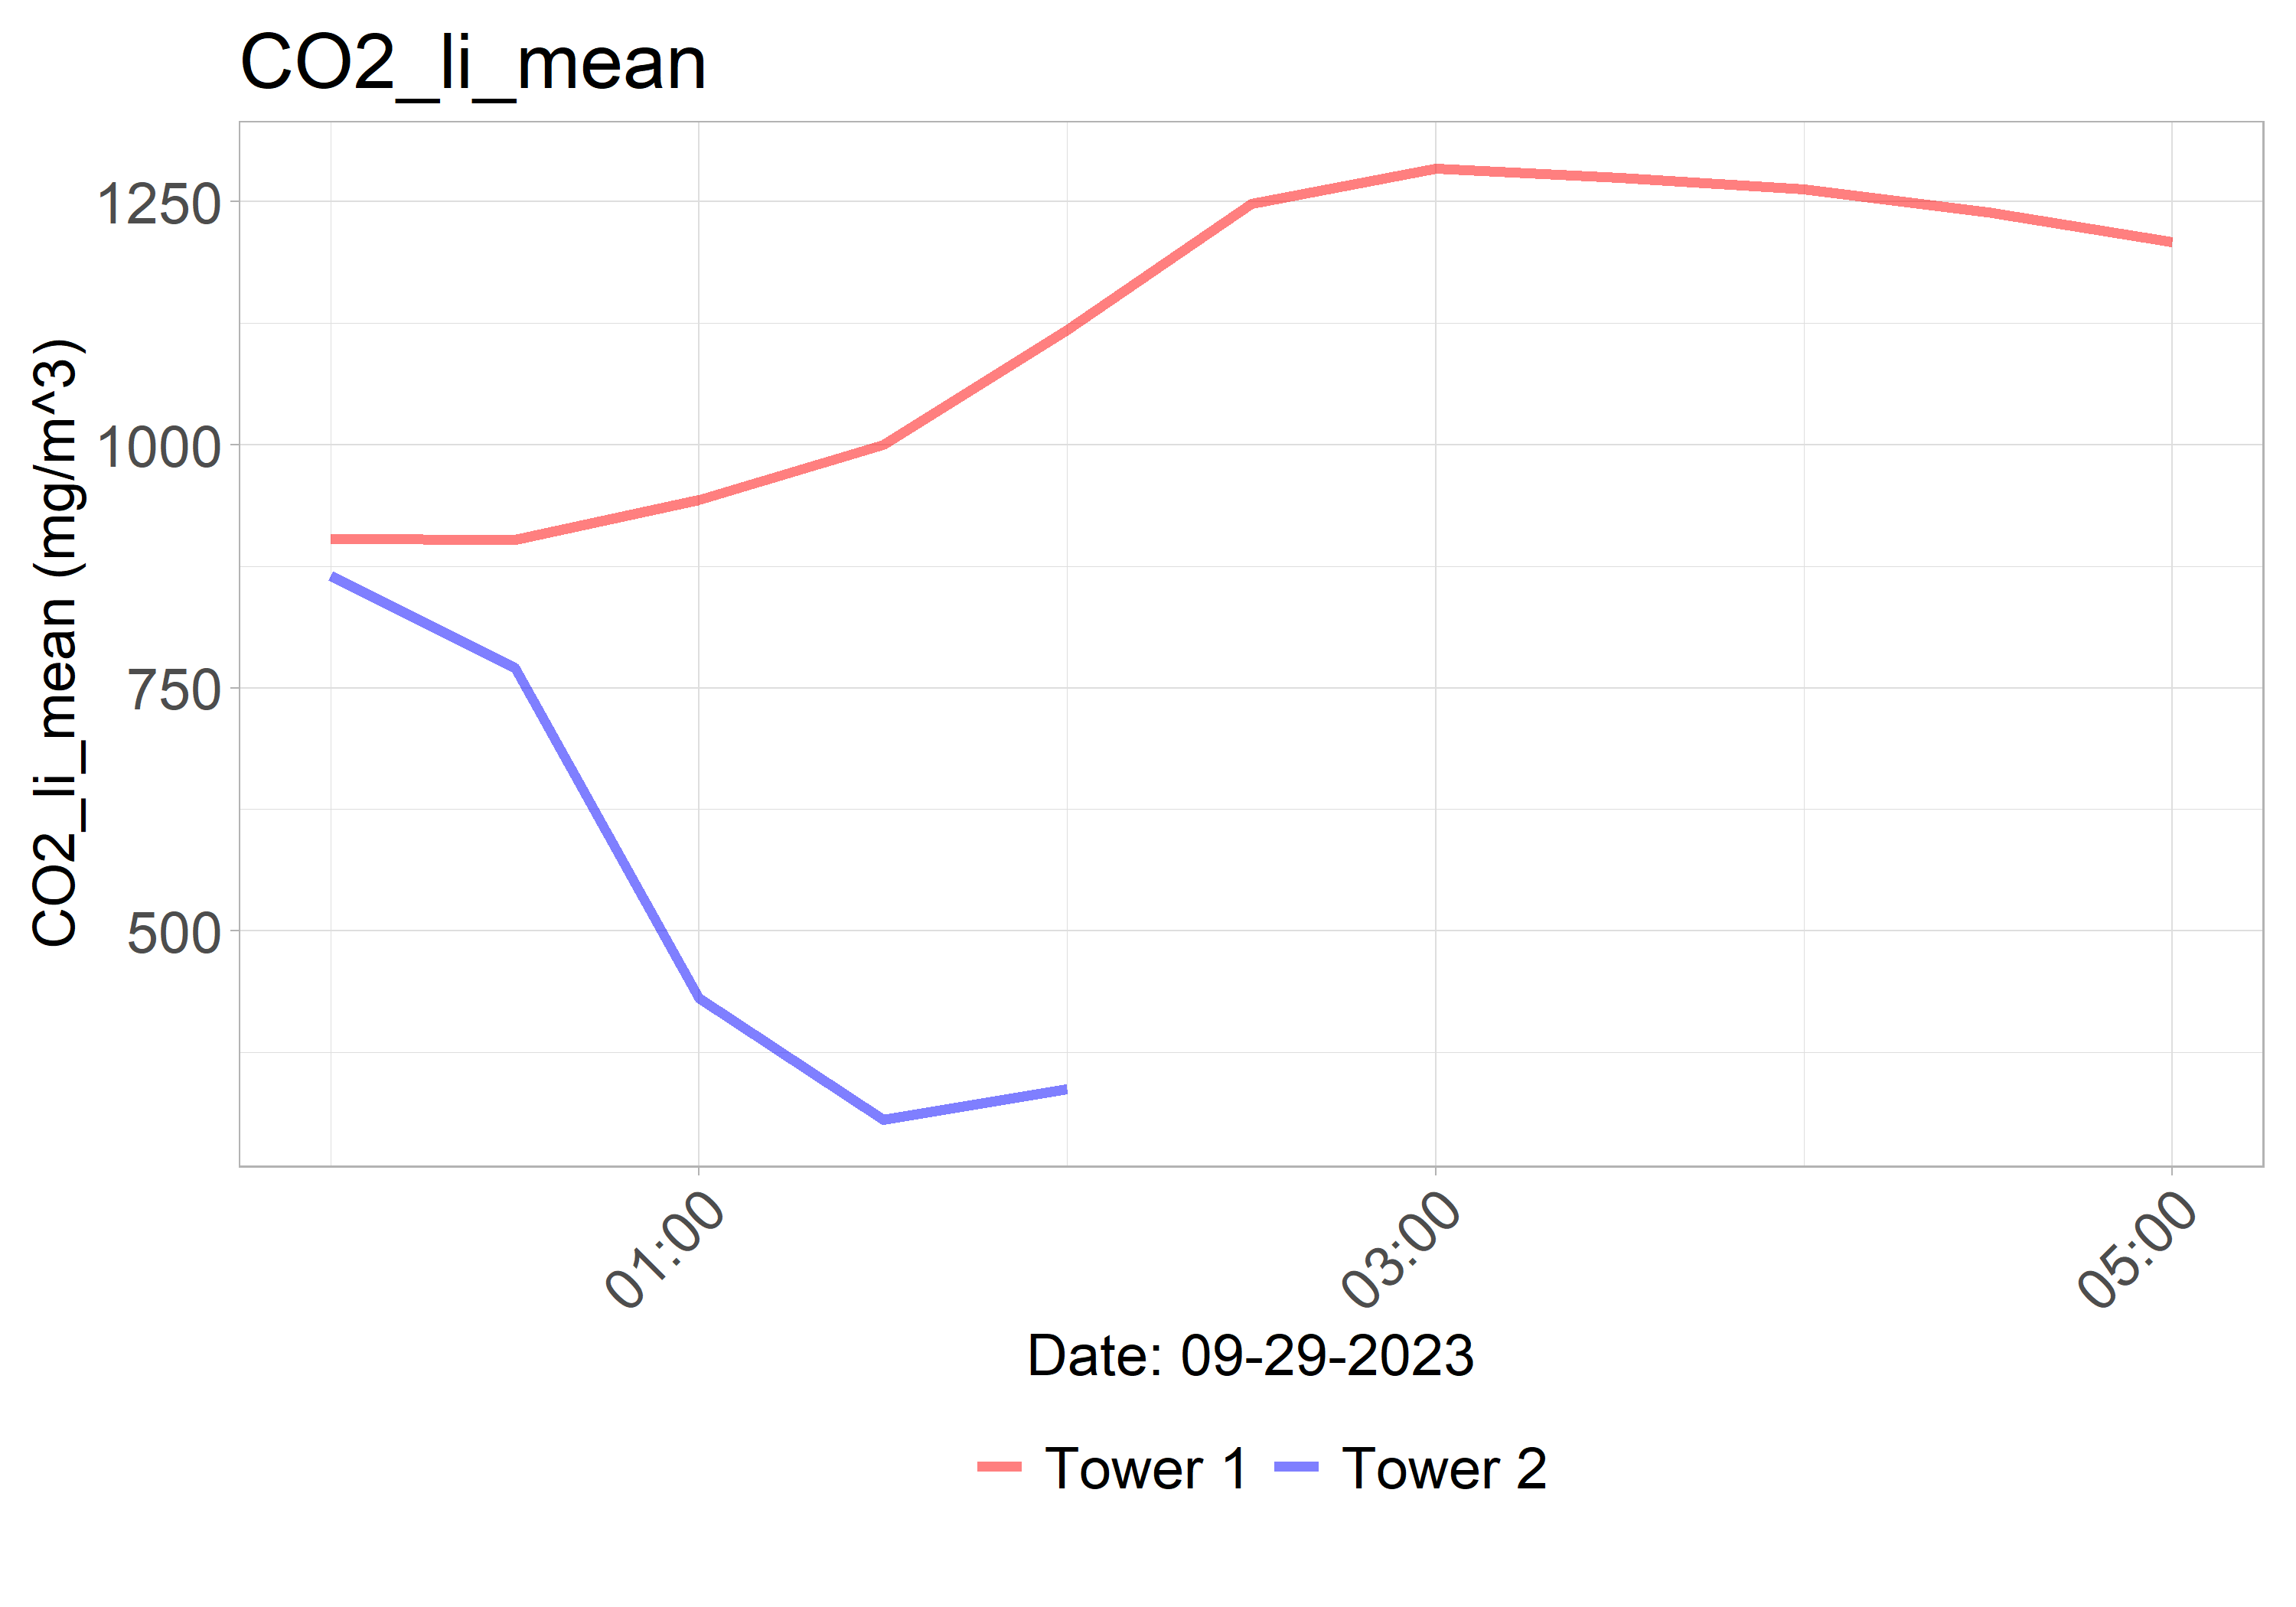 CO2_li_mean
CO2_li_mean (mg/m^3)
1250
1000
750
500
01:00
03:00
05:00
Date: 09-29-2023
Tower 1
Tower 2